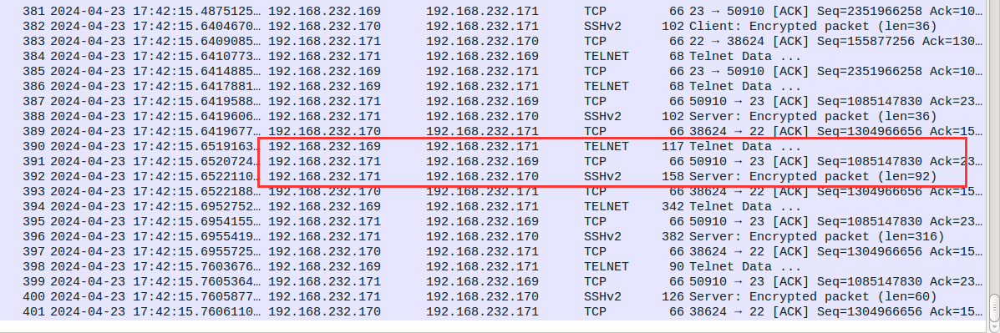 381 2024-04-23 17:42:15.4875125… 192.168.232.169 192.168.232.171 TCP 66 23 → 50910 [ACK] Seq=2351966258 Ack=10…
382 2024-04-23 17:42:15.6404670… 192.168.232.170 192.168.232.171 SSHv2 102 Client: Encrypted packet (len=36)
383 2024-04-23 17:42:15.6409085… 192.168.232.171 192.168.232.170 TCP 66 22 → 38624 [ACK] Seq=155877256 Ack=130…
384 2024-04-23 17:42:15.6410773… 192.168.232.171 192.168.232.169 TELNET 68 Telnet Data ...
385 2024-04-23 17:42:15.6414885… 192.168.232.169 192.168.232.171 TCP 66 23 → 50910 [ACK] Seq=2351966258 Ack=10…
386 2024-04-23 17:42:15.6417881… 192.168.232.169 192.168.232.171 TELNET 68 Telnet Data ...
387 2024-04-23 17:42:15.6419588… 192.168.232.171 192.168.232.169 TCP 66 50910 → 23 [ACK] Seq=1085147830 Ack=23…
388 2024-04-23 17:42:15.6419606… 192.168.232.171 192.168.232.170 SSHv2 102 Server: Encrypted packet (len=36)
389 2024-04-23 17:42:15.6419677… 192.168.232.170 192.168.232.171 TCP 66 38624 → 22 [ACK] Seq=1304966656 Ack=15…
390 2024-04-23 17:42:15.6519163… 192.168.232.169 192.168.232.171 TELNET 117 Telnet Data ...
391 2024-04-23 17:42:15.6520724… 192.168.232.171 192.168.232.169 TCP 66 50910 → 23 [ACK] Seq=1085147830 Ack=23…
392 2024-04-23 17:42:15.6522110… 192.168.232.171 192.168.232.170 SSHv2 158 Server: Encrypted packet (len=92)
393 2024-04-23 17:42:15.6522188… 192.168.232.170 192.168.232.171 TCP 66 38624 → 22 [ACK] Seq=1304966656 Ack=15…
394 2024-04-23 17:42:15.6952752… 192.168.232.169 192.168.232.171 TELNET 342 Telnet Data ...
395 2024-04-23 17:42:15.6954155… 192.168.232.171 192.168.232.169 TCP 66 50910 → 23 [ACK] Seq=1085147830 Ack=23…
396 2024-04-23 17:42:15.6955419… 192.168.232.171 192.168.232.170 SSHv2 382 Server: Encrypted packet (len=316)
397 2024-04-23 17:42:15.6955725… 192.168.232.170 192.168.232.171 TCP 66 38624 → 22 [ACK] Seq=1304966656 Ack=15…
398 2024-04-23 17:42:15.7603676… 192.168.232.169 192.168.232.171 TELNET 90 Telnet Data ...
399 2024-04-23 17:42:15.7605364… 192.168.232.171 192.168.232.169 TCP 66 50910 → 23 [ACK] Seq=1085147830 Ack=23…
400 2024-04-23 17:42:15.7605877… 192.168.232.171 192.168.232.170 SSHv2 126 Server: Encrypted packet (len=60)
401 2024-04-23 17:42:15.7606110… 192.168.232.170 192.168.232.171 TCP 66 38624 → 22 [ACK] Seq=1304966656 Ack=15…